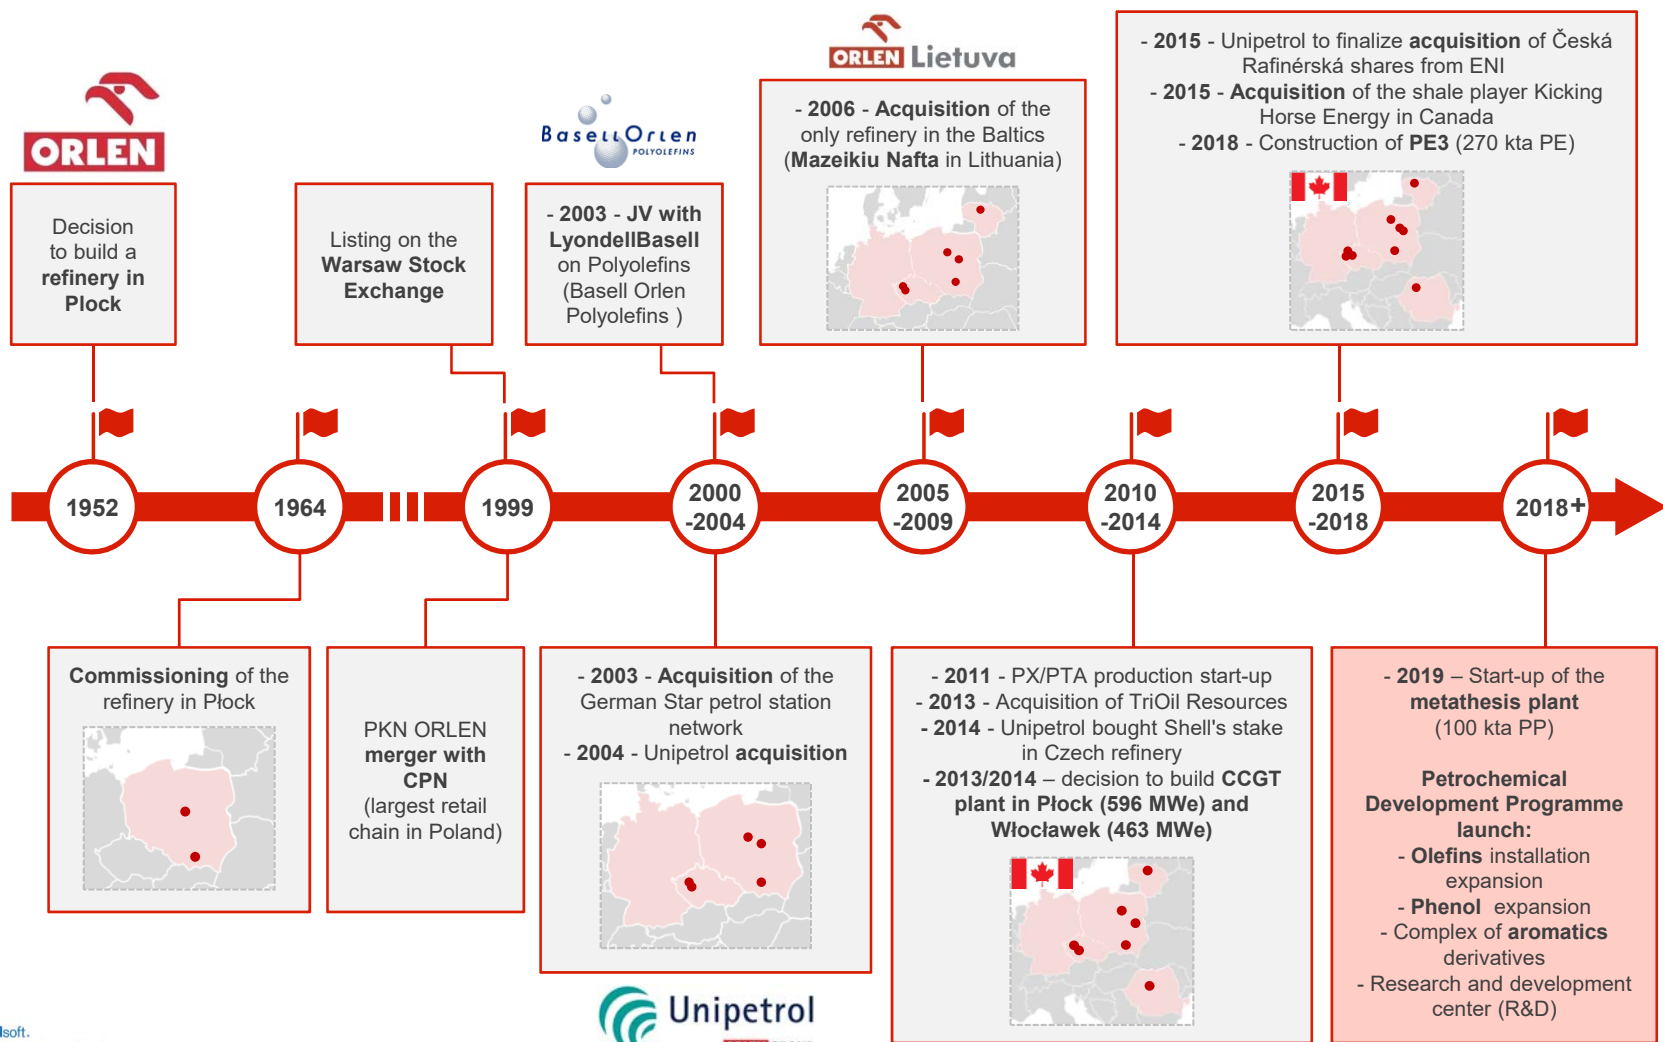 ORLEN
Decision
to build a
refinery in
Plock
Listing on the
Warsaw Stock
Exchange
Basell Orlen
POLYOLEFINS
- 2003 - JV with
LyondellBasell
on Polyolefins
(Basell Orlen
Polyolefins )
ORLEN Lietuva
- 2006 - Acquisition of the
only refinery in the Baltics
(Mazeikiu Nafta in Lithuania)
- 2015 - Unipetrol to finalize acquisition of Česká
Rafinérská shares from ENI
- 2015 - Acquisition of the shale player Kicking
Horse Energy in Canada
- 2018 - Construction of PE3 (270 kta PE)
1952
1964
1999
2000
-2004
2005
-2009
2010
-2014
2015
-2018
2018+
Commissioning of the
refinery in Płock
PKN ORLEN
merger with
CPN
(largest retail
chain in Poland)
- 2003 - Acquisition of the
German Star petrol station
network
- 2004 - Unipetrol acquisition
Unipetrol
- 2011 - PX/PTA production start-up
- 2013 - Acquisition of TriOil Resources
- 2014 - Unipetrol bought Shell's stake
in Czech refinery
- 2013/2014 – decision to build CCGT
plant in Płock (596 MWe) and
Włocławek (463 MWe)
- 2019 – Start-up of the
metathesis plant
(100 kta PP)
Petrochemical
Development Programme
launch:
- Olefins installation
expansion
- Phenol expansion
- Complex of aromatics
derivatives
- Research and development
center (R&D)